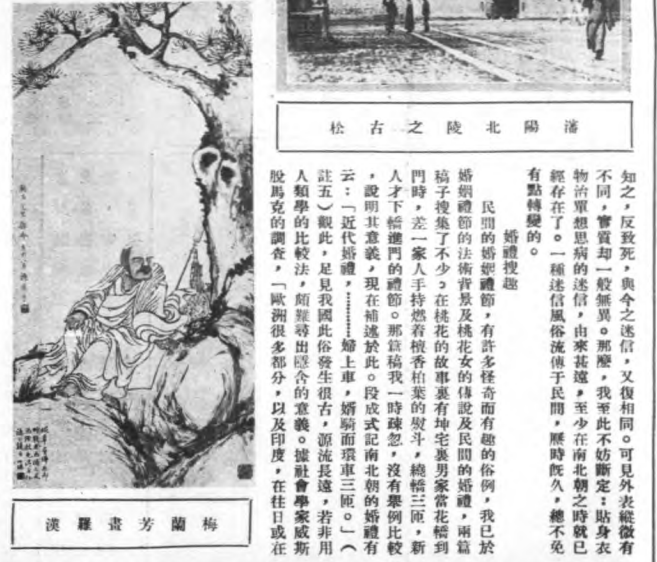 瀋陽北陵之古松
知之，反致死，與今之迷信，又復相同。可見外表縱微有
不同，實質却一般無異。那麼，我至此不妨斷定：貼身衣
物治單想思病的迷信，由來甚遠，至少在南北朝之時就已
經存在了。一種迷信風俗流傳于民間，歷時旣久，總不免
有點轉變的。
婚禮搜趣
民間的婚姻禮節，有許多怪奇而有趣的俗例，我已於
婚姻禮節的法術背景及桃花女的傳說及民間的婚禮，兩篇
稿子搜集了不少。在桃花的故事裏有坤宅裏男家當花轎到
門時，差一家人手持燃着檀香柏葉的熨斗，繞轎三匝，新
人才下轎進門的禮節。那篇稿我一時疎忽，沒有舉例比較
，說明其意義，現在補述於此。段成式記南北朝的婚禮有
云：「近代婚禮，…………婦上車，婿騎而環車三匝。」（
註五）觀此，足見我國此俗發生很古，源流長遠，若非用
人類學的比較法，頗難尋出隱含的意義。據社會學家威斯
脫馬克的調查，「歐洲很多部分，以及印度，在往日或在
梅蘭芳畫羅漢